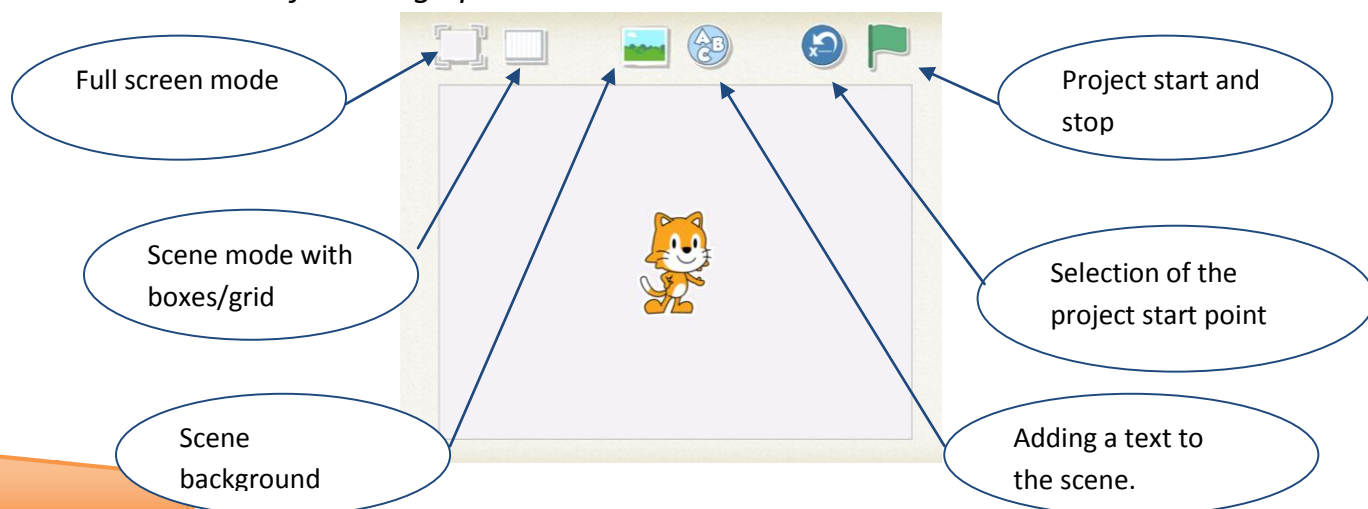 Full screen mode
Project start and
stop
Scene mode with
boxes/grid
Selection of the
project start point
Scene
background
Adding a text to
the scene.
A B
C
x